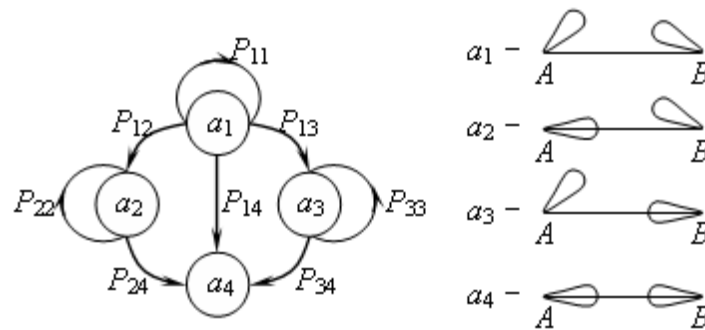 P₁₁
a₁
P₁₂ P₁₃
P₂₂ a₂ P₁₄ a₃ P₃₃
P₂₄ a₄ P₃₄
a₁ –
A B
a₂ –
A B
a₃ –
A B
a₄ –
A B